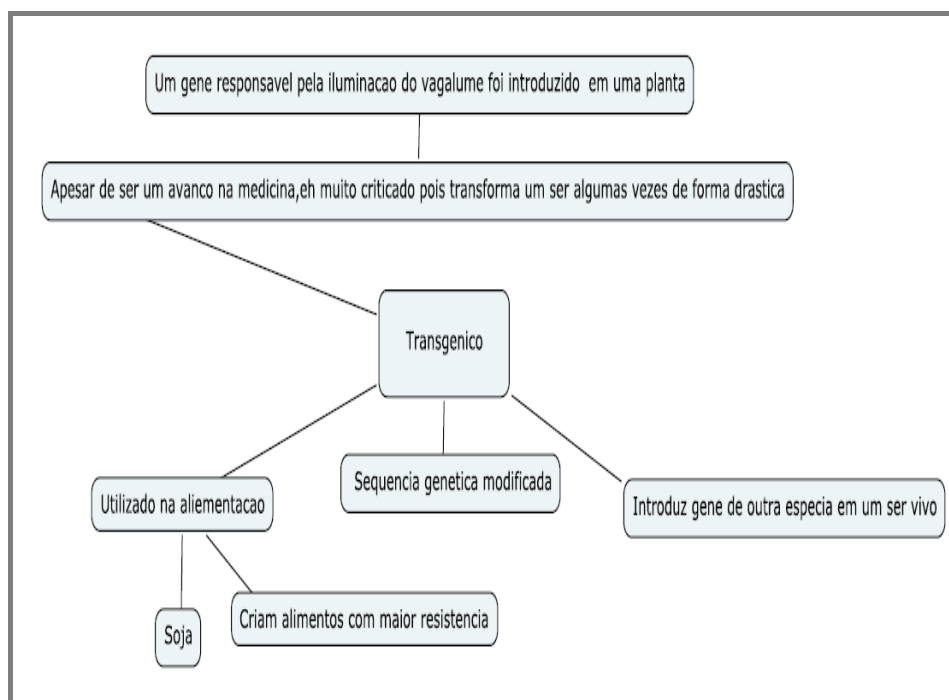 Um gene responsavel pela iluminacao do vagalume foi introduzido em uma planta
Apesar de ser um avanco na medicina,eh muito criticado pois transforma um ser algumas vezes de forma drastica
Transgenico
Sequencia genetica modificada
Utilizado na aliementacao
Introduz gene de outra especia em um ser vivo
Criam alimentos com maior resistencia
Soja